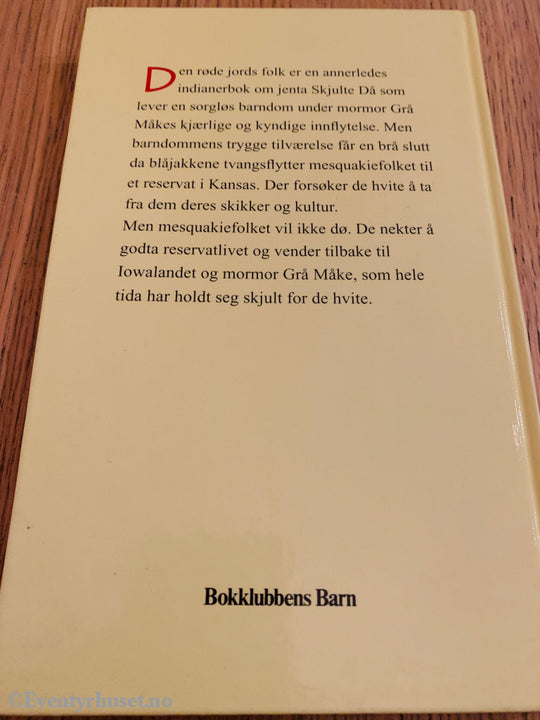 Den røde jords folk er en annerledes
indianerbok om jenta Skjulte Då som
lever en sorgløs barndom under mormor Grå
Måkes kjærlige og kyndige innflytelse. Men
barndommens trygge tilværelse får en brå slutt
da blåjakkene tvangsflytter mesquakiefolket til
et reservat i Kansas. Der forsøker de hvite å ta
fra dem deres skikker og kultur.
Men mesquakiefolket vil ikke dø. De nekter å
godta reservatlivet og vender tilbake til
Iowalandet og mormor Grå Måke, som hele
tida har holdt seg skjult for de hvite.
Bokklubbens Barn
©Eventyrhuset.no